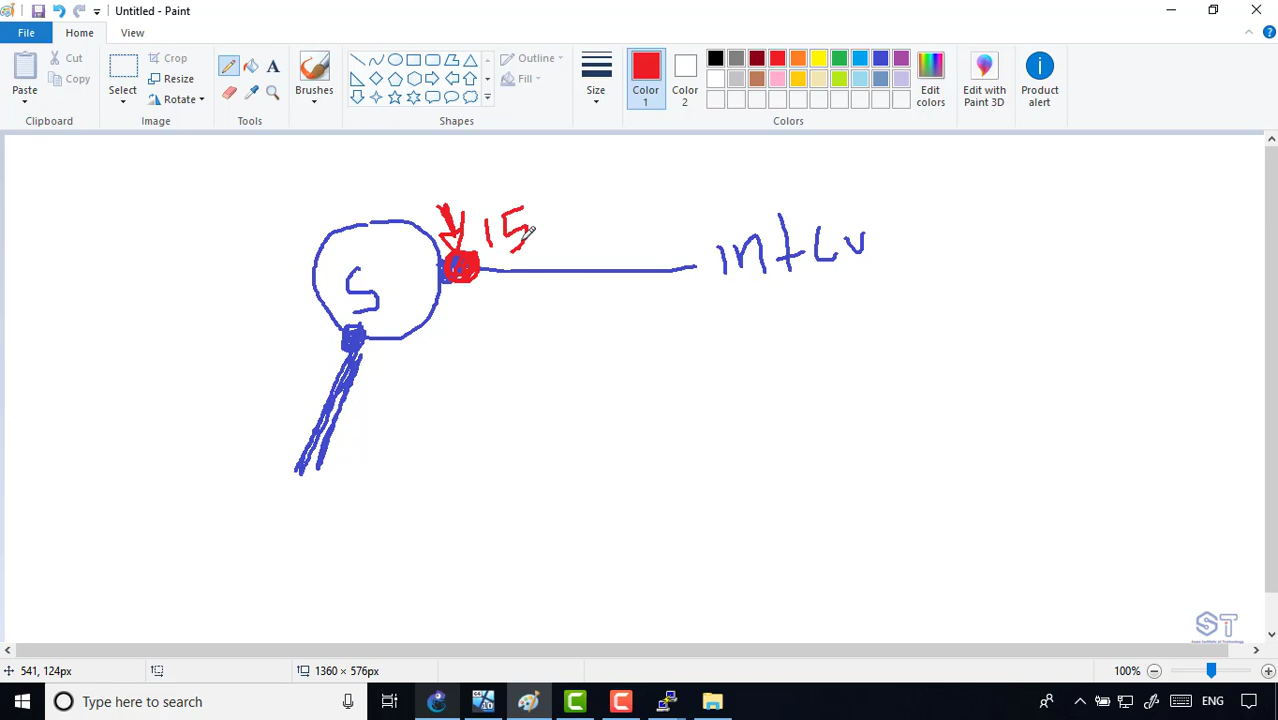 Untitled - Paint
File Home View
Paste
Cut
Copy
Clipboard
Select
Crop
Resize
Rotate
Image
A
Tools
Brushes
Outline
Fill
Shapes
Size
Color 1
Color 2
Edit colors
Colors
Edit with Paint 3D
Product alert
15
S
ST
541, 124px
1360 × 576px
100%
Type here to search
ENG